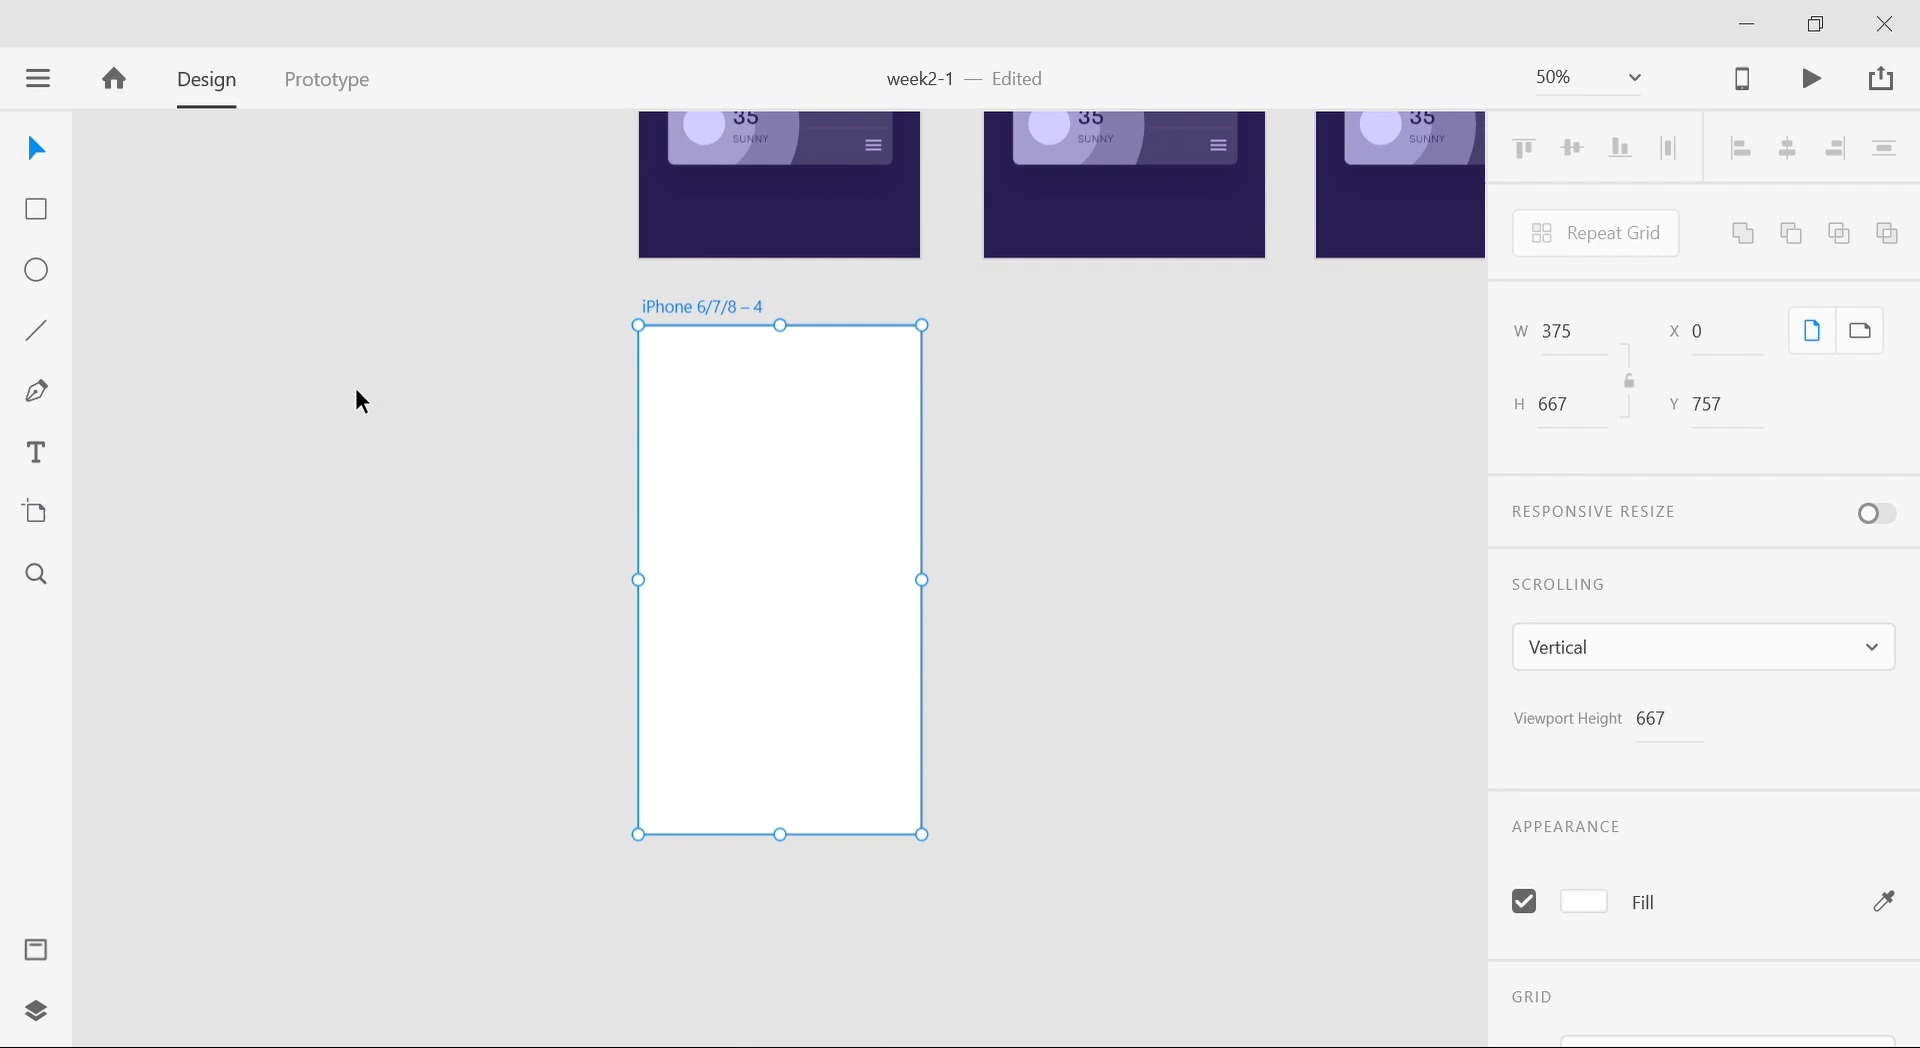 Design Prototype week2-1 — Edited 50%
35 35 35
SUNNY SUNNY SUNNY
Repeat Grid
iPhone 6/7/8 – 4
W 375 X 0
H 667 Y 757
RESPONSIVE RESIZE
SCROLLING
Vertical
Viewport Height 667
APPEARANCE
Fill
GRID